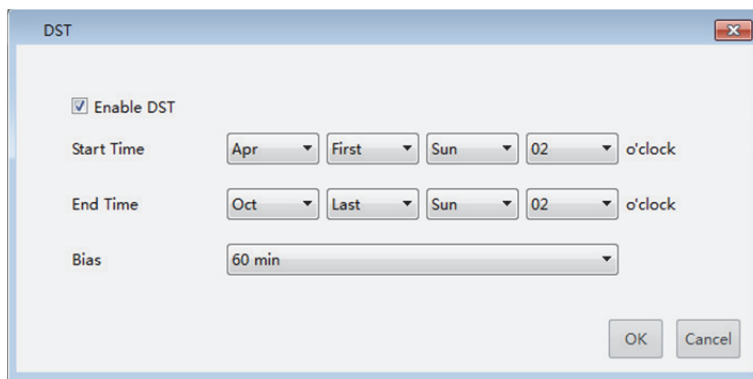 DST
Enable DST
Start Time Apr First Sun 02 o'clock
End Time Oct Last Sun 02 o'clock
Bias 60 min
OK Cancel